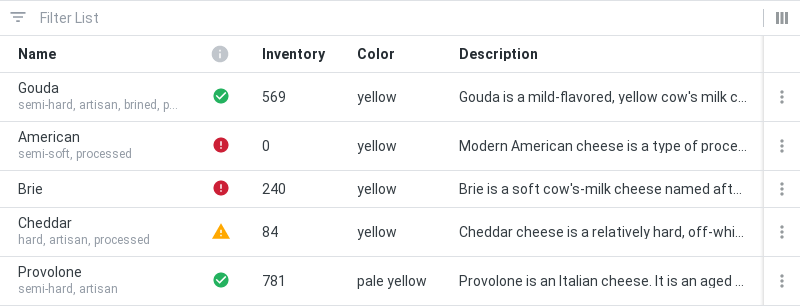 Filter List
Name Inventory Color Description
Gouda
semi-hard, artisan, brined, p...
569 yellow Gouda is a mild-flavored, yellow cow's milk c...
American
semi-soft, processed
0 yellow Modern American cheese is a type of proce...
Brie 240 yellow Brie is a soft cow's-milk cheese named aft...
Cheddar
hard, artisan, processed
84 yellow Cheddar cheese is a relatively hard, off-whi...
Provolone
semi-hard, artisan
781 pale yellow Provolone is an Italian cheese. It is an aged ...